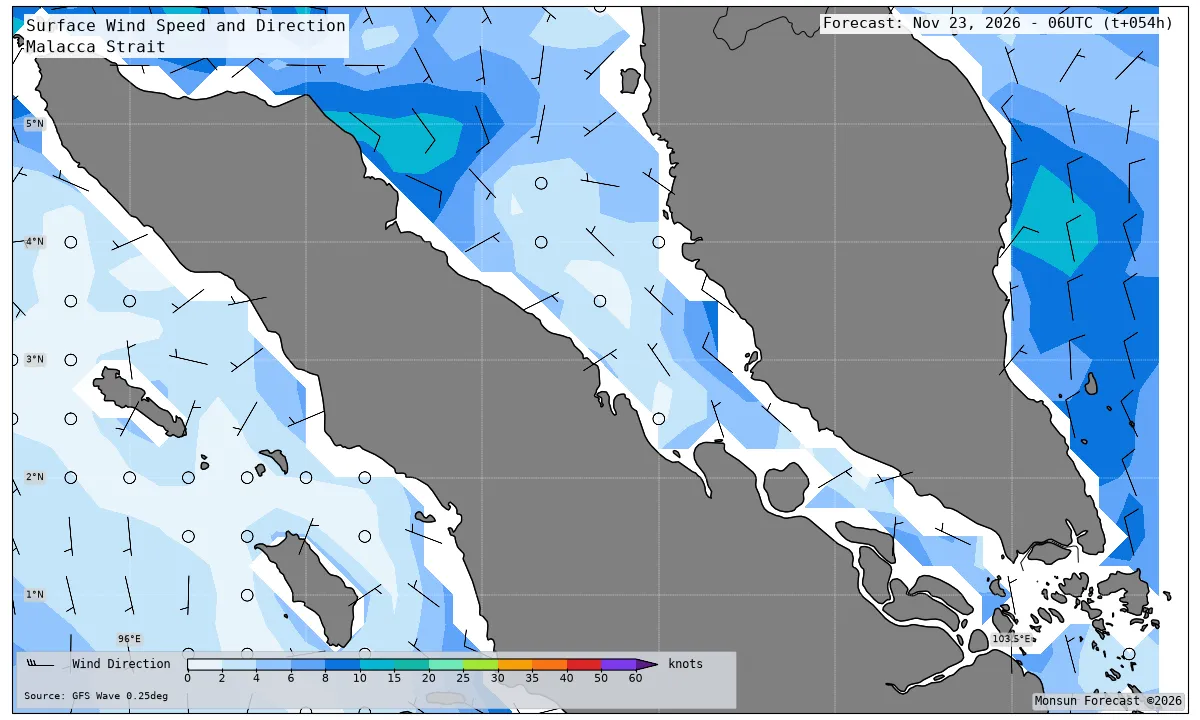 Surface Wind Speed and Direction
Malacca Strait
Forecast: Nov 23, 2026 - 06UTC (t+054h)
5°N
4°N
3°N
2°N
1°N
96°E
103.5°E
Wind Direction
0 2 4 6 8 10 15 20 25 30 35 40 50 60
knots
Source: GFS Wave 0.25deg
Monsun Forecast ©2026